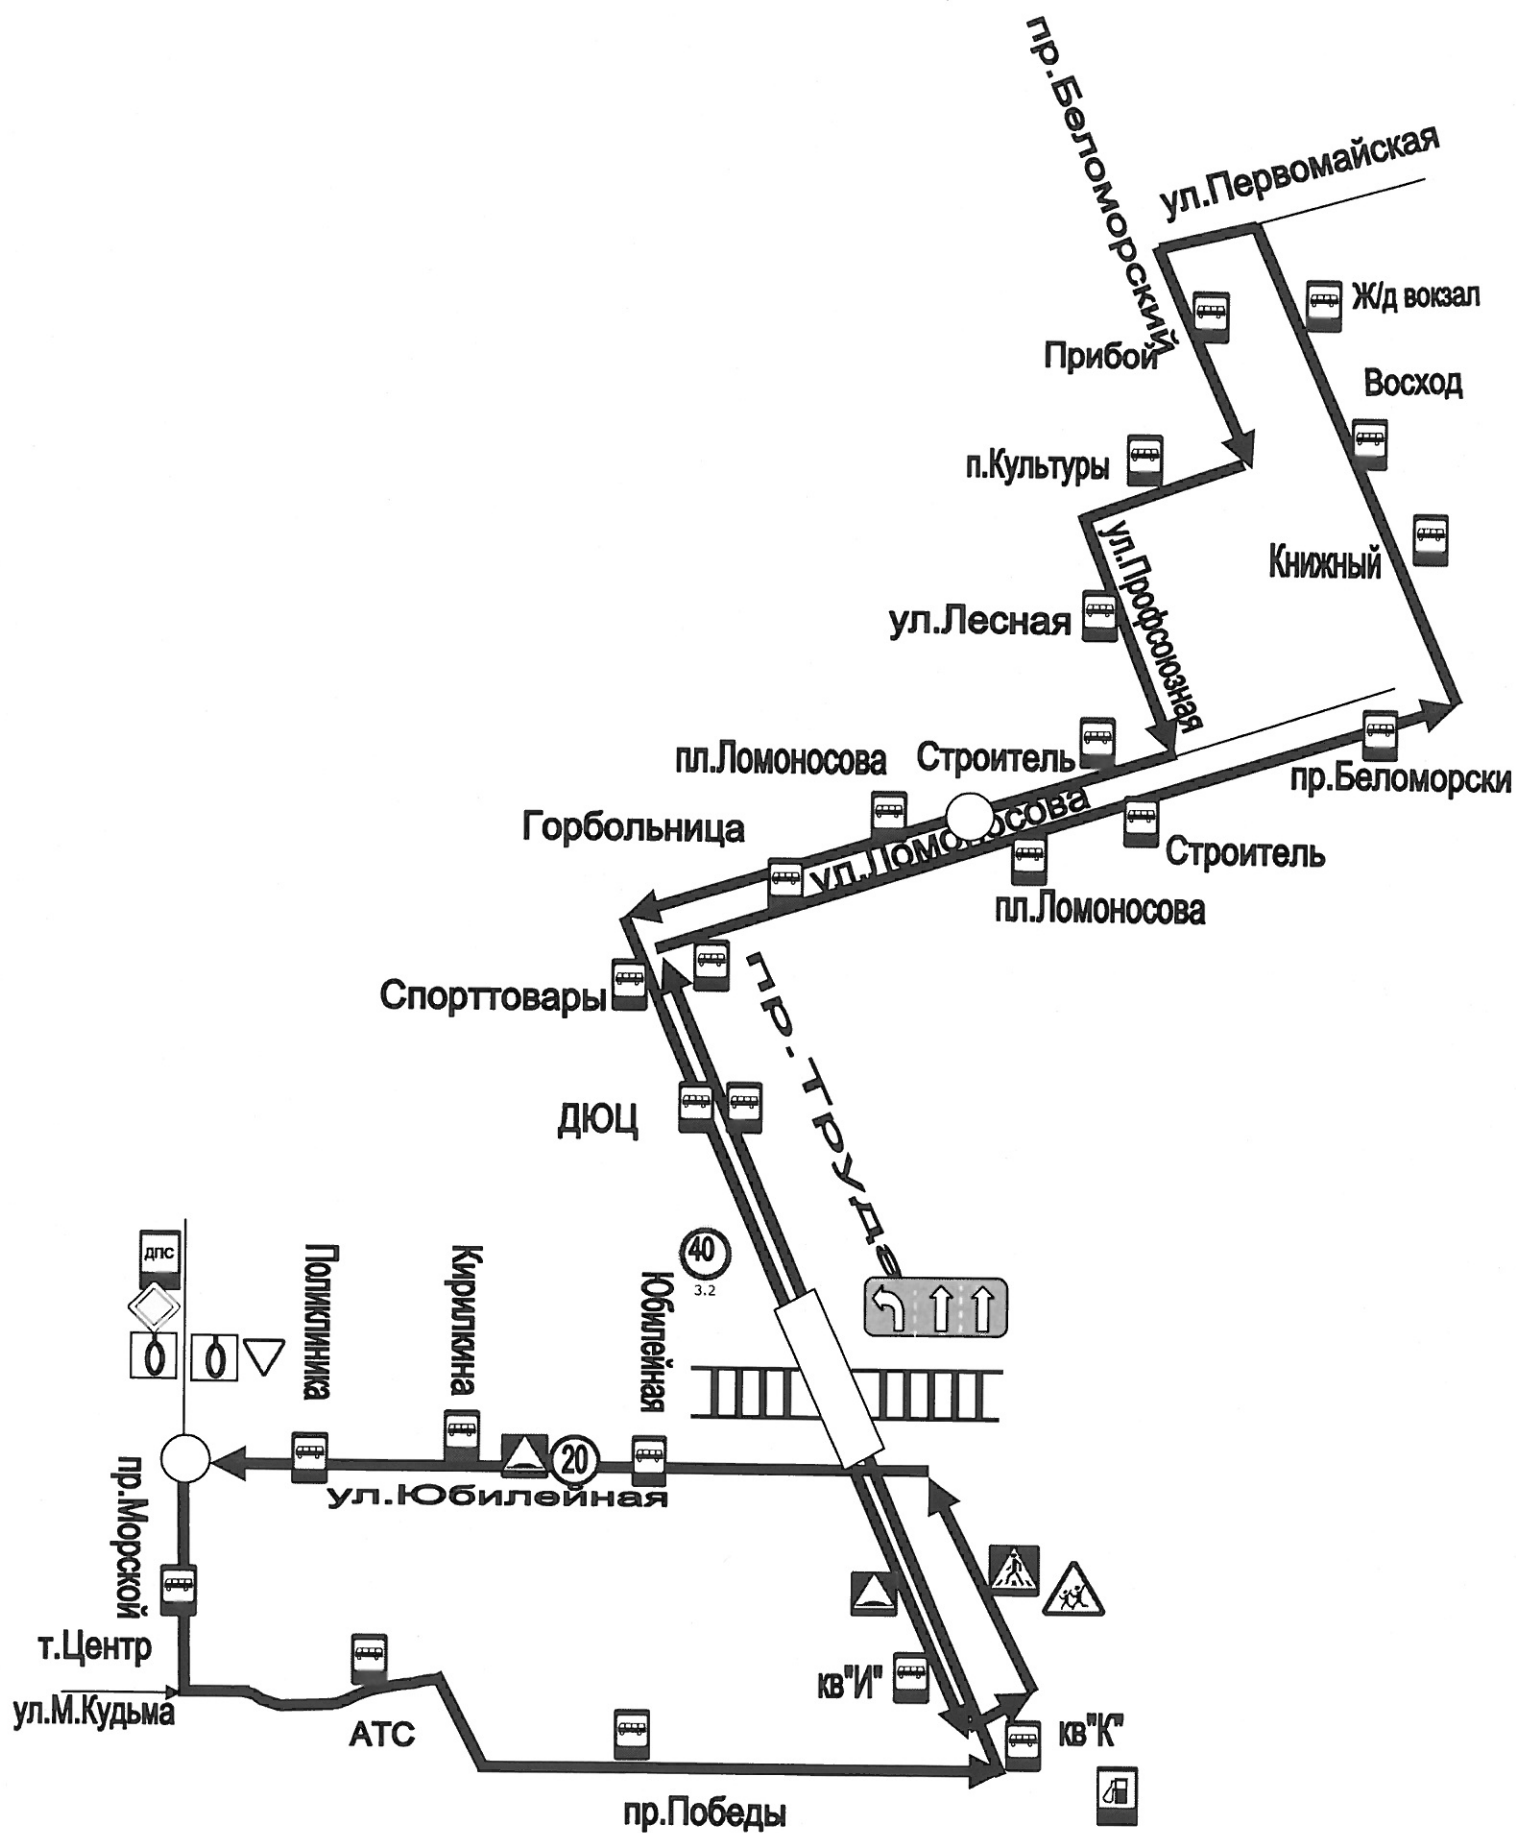 пр.Беломорский
ул.Первомайская
Ж/д вокзал
Прибой
Восход
п.Культуры
ул.Профсоюзная
Книжный
ул.Лесная
пл.Ломоносова
Строитель
пр.Беломорски
ул.Ломоносова
Горбольница
Строитель
пл.Ломоносова
Спорттовары
пр.Труда
ДЮЦ
40
3.2
ДПС
Поликлиника
Кирилкина
Юбилейная
20
ул.Юбилейная
пр.Морской
т.Центр
ул.М.Кудьма
АТС
кв"И"
кв"К"
пр.Победы